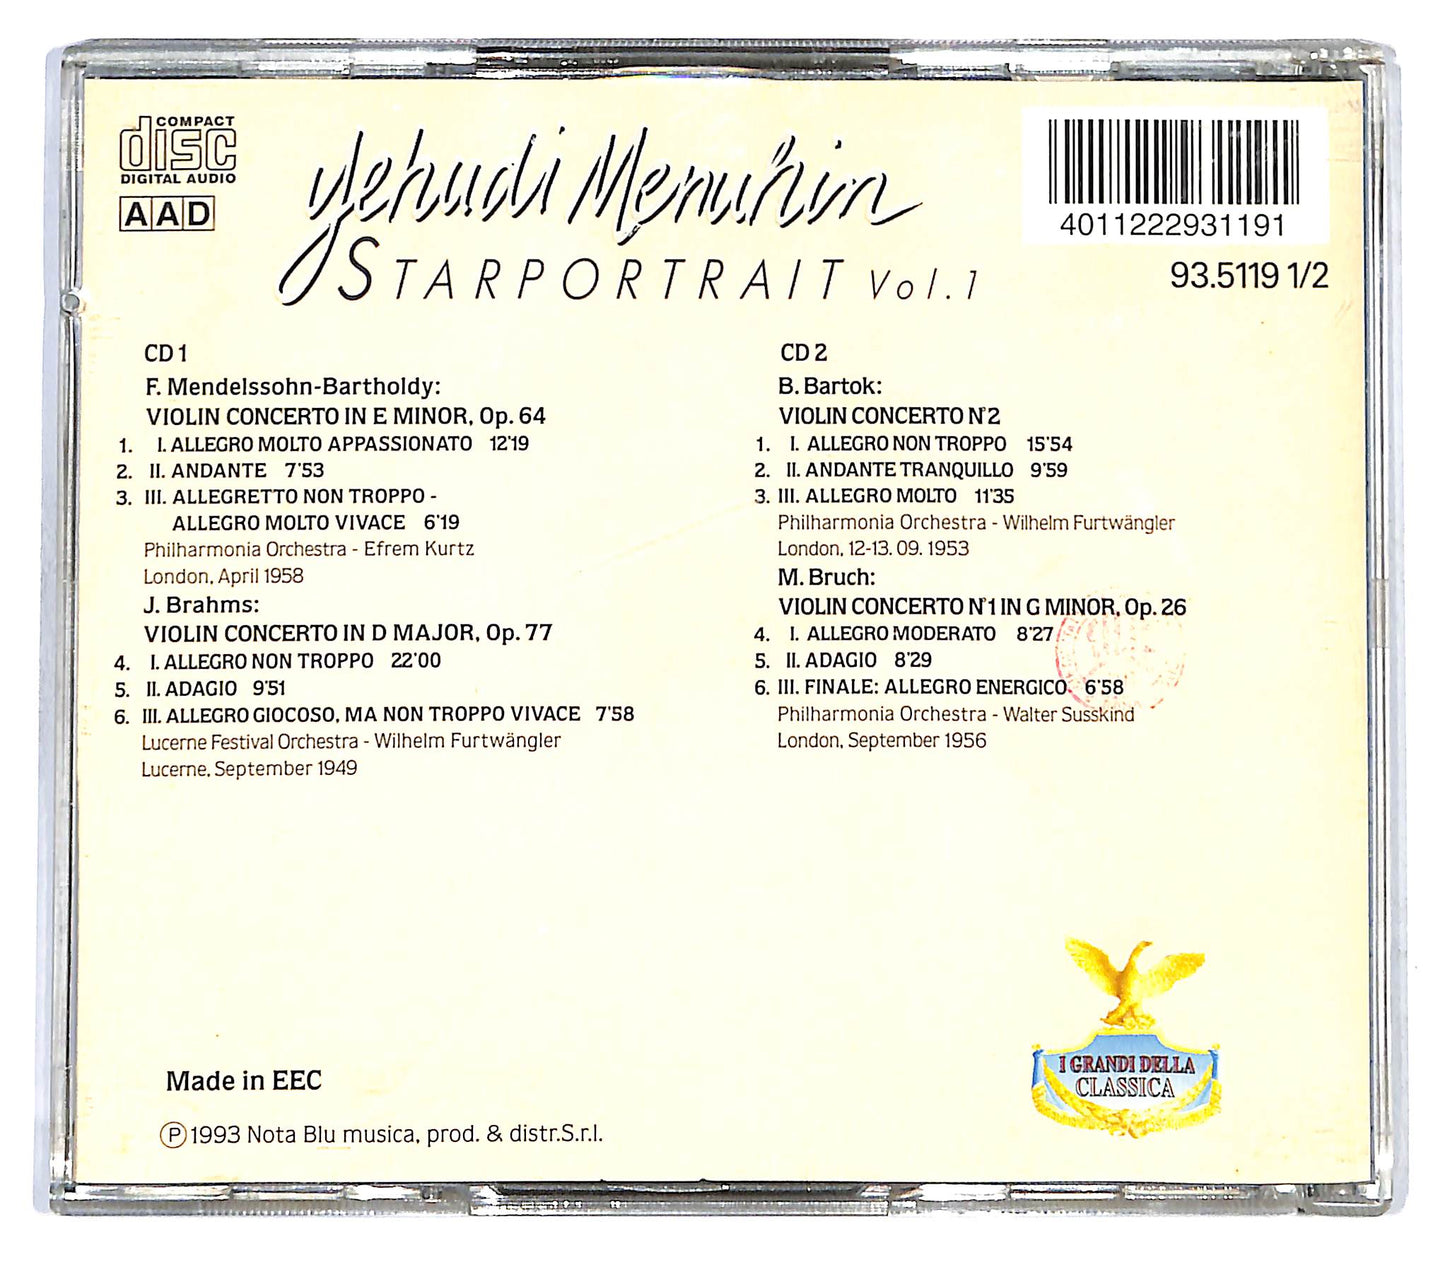 COMPACT
disc
DIGITAL AUDIO
AAD
Yehudi Menuhin
STARPORTRAIT Vol.1
4011222931191
93.5119 1/2
CD 1
F. Mendelssohn-Bartholdy:
VIOLIN CONCERTO IN E MINOR, Op. 64
1. I. ALLEGRO MOLTO APPASSIONATO 12'19
2. II. ANDANTE 7'53
3. III. ALLEGRETTO NON TROPPO -
ALLEGRO MOLTO VIVACE 6'19
Philharmonia Orchestra - Efrem Kurtz
London, April 1958
J. Brahms:
VIOLIN CONCERTO IN D MAJOR, Op. 77
4. I. ALLEGRO NON TROPPO 22'00
5. II. ADAGIO 9'51
6. III. ALLEGRO GIOCOSO, MA NON TROPPO VIVACE 7'58
Lucerne Festival Orchestra - Wilhelm Furtwängler
Lucerne, September 1949
CD 2
B. Bartok:
VIOLIN CONCERTO N°2
1. I. ALLEGRO NON TROPPO 15'54
2. II. ANDANTE TRANQUILLO 9'59
3. III. ALLEGRO MOLTO 11'35
Philharmonia Orchestra - Wilhelm Furtwängler
London, 12-13. 09. 1953
M. Bruch:
VIOLIN CONCERTO N°1 IN G MINOR, Op. 26
4. I. ALLEGRO MODERATO 8'27
5. II. ADAGIO 8'29
6. III. FINALE: ALLEGRO ENERGICO 6'58
Philharmonia Orchestra - Walter Susskind
London, September 1956
I GRANDI DELLA
CLASSICA
Made in EEC
Ⓟ 1993 Nota Blu musica, prod. & distr.S.r.l.